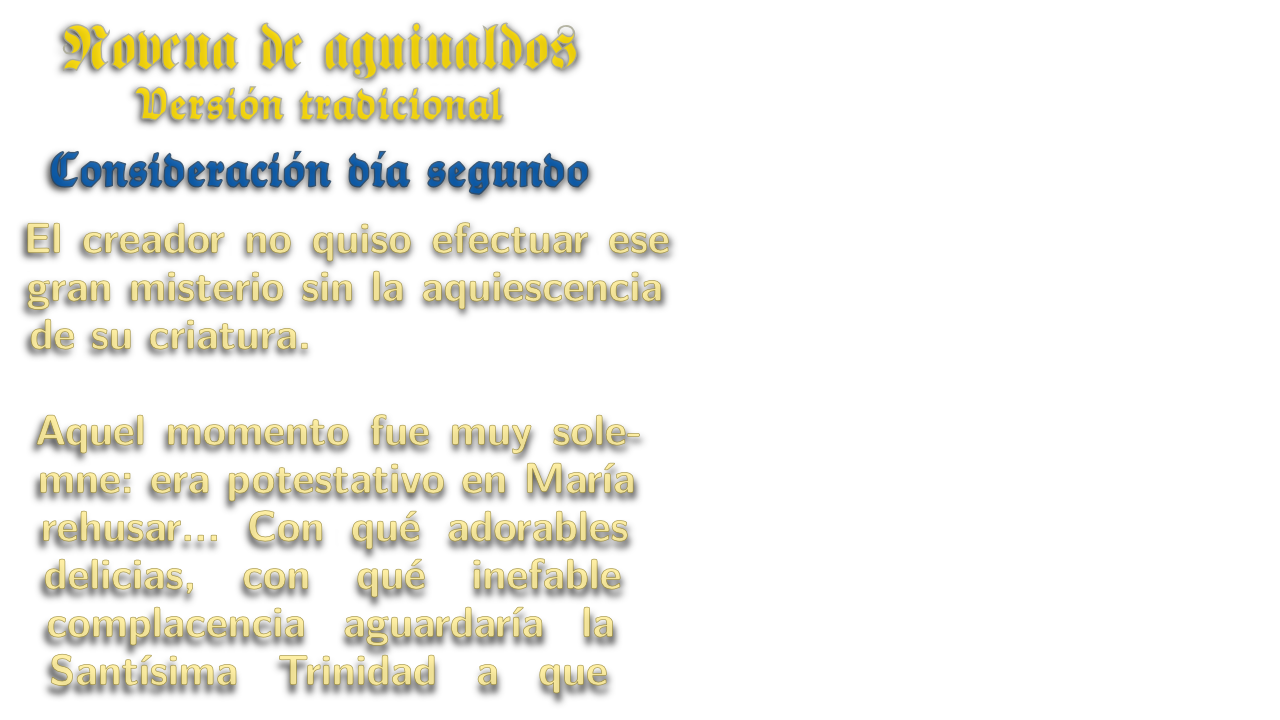 Novena de aguinaldos
Versión tradicional
Consideración día segundo
El creador no quiso efectuar ese
gran misterio sin la aquiescencia
de su criatura.
Aquel momento fue muy sole-
mne: era potestativo en María
rehusar... Con qué adorables
delicias, con qué inefable
complacencia aguardaría la
Santísima Trinidad a que